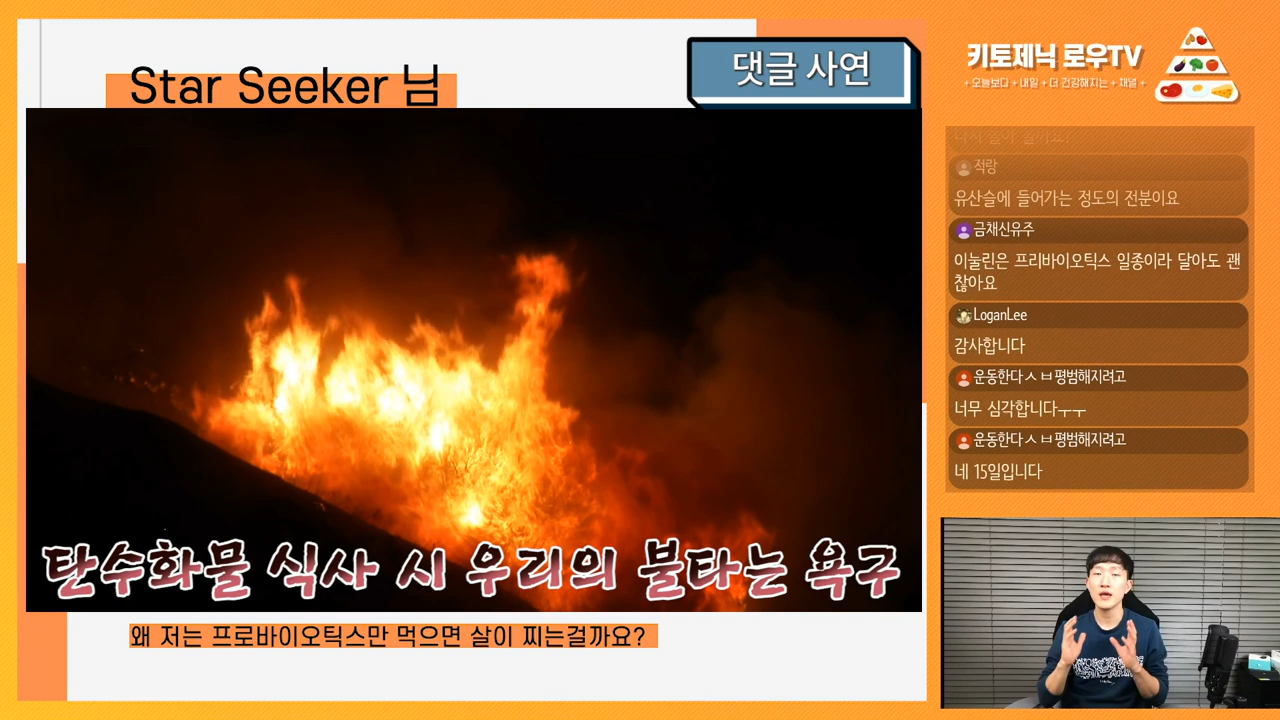 Star Seeker 님
댓글 사연
탄수화물 식사 시 우리의 불타는 욕구
왜 저는 프로바이오틱스만 먹으면 살이 찌는걸까요?
키토제닉 로우TV
+ 오늘보다 + 내일 + 더 건강해지는 + 채널 +
적랑
유산슬에 들어가는 정도의 전분이요
금채신유주
이눌린은 프리바이오틱스 일종이라 달아도 괜
찮아요
LoganLee
감사합니다
운동한다ㅅㅂ평범해지려고
너무 심각합니다ㅜㅜ
운동한다ㅅㅂ평범해지려고
네 15일입니다